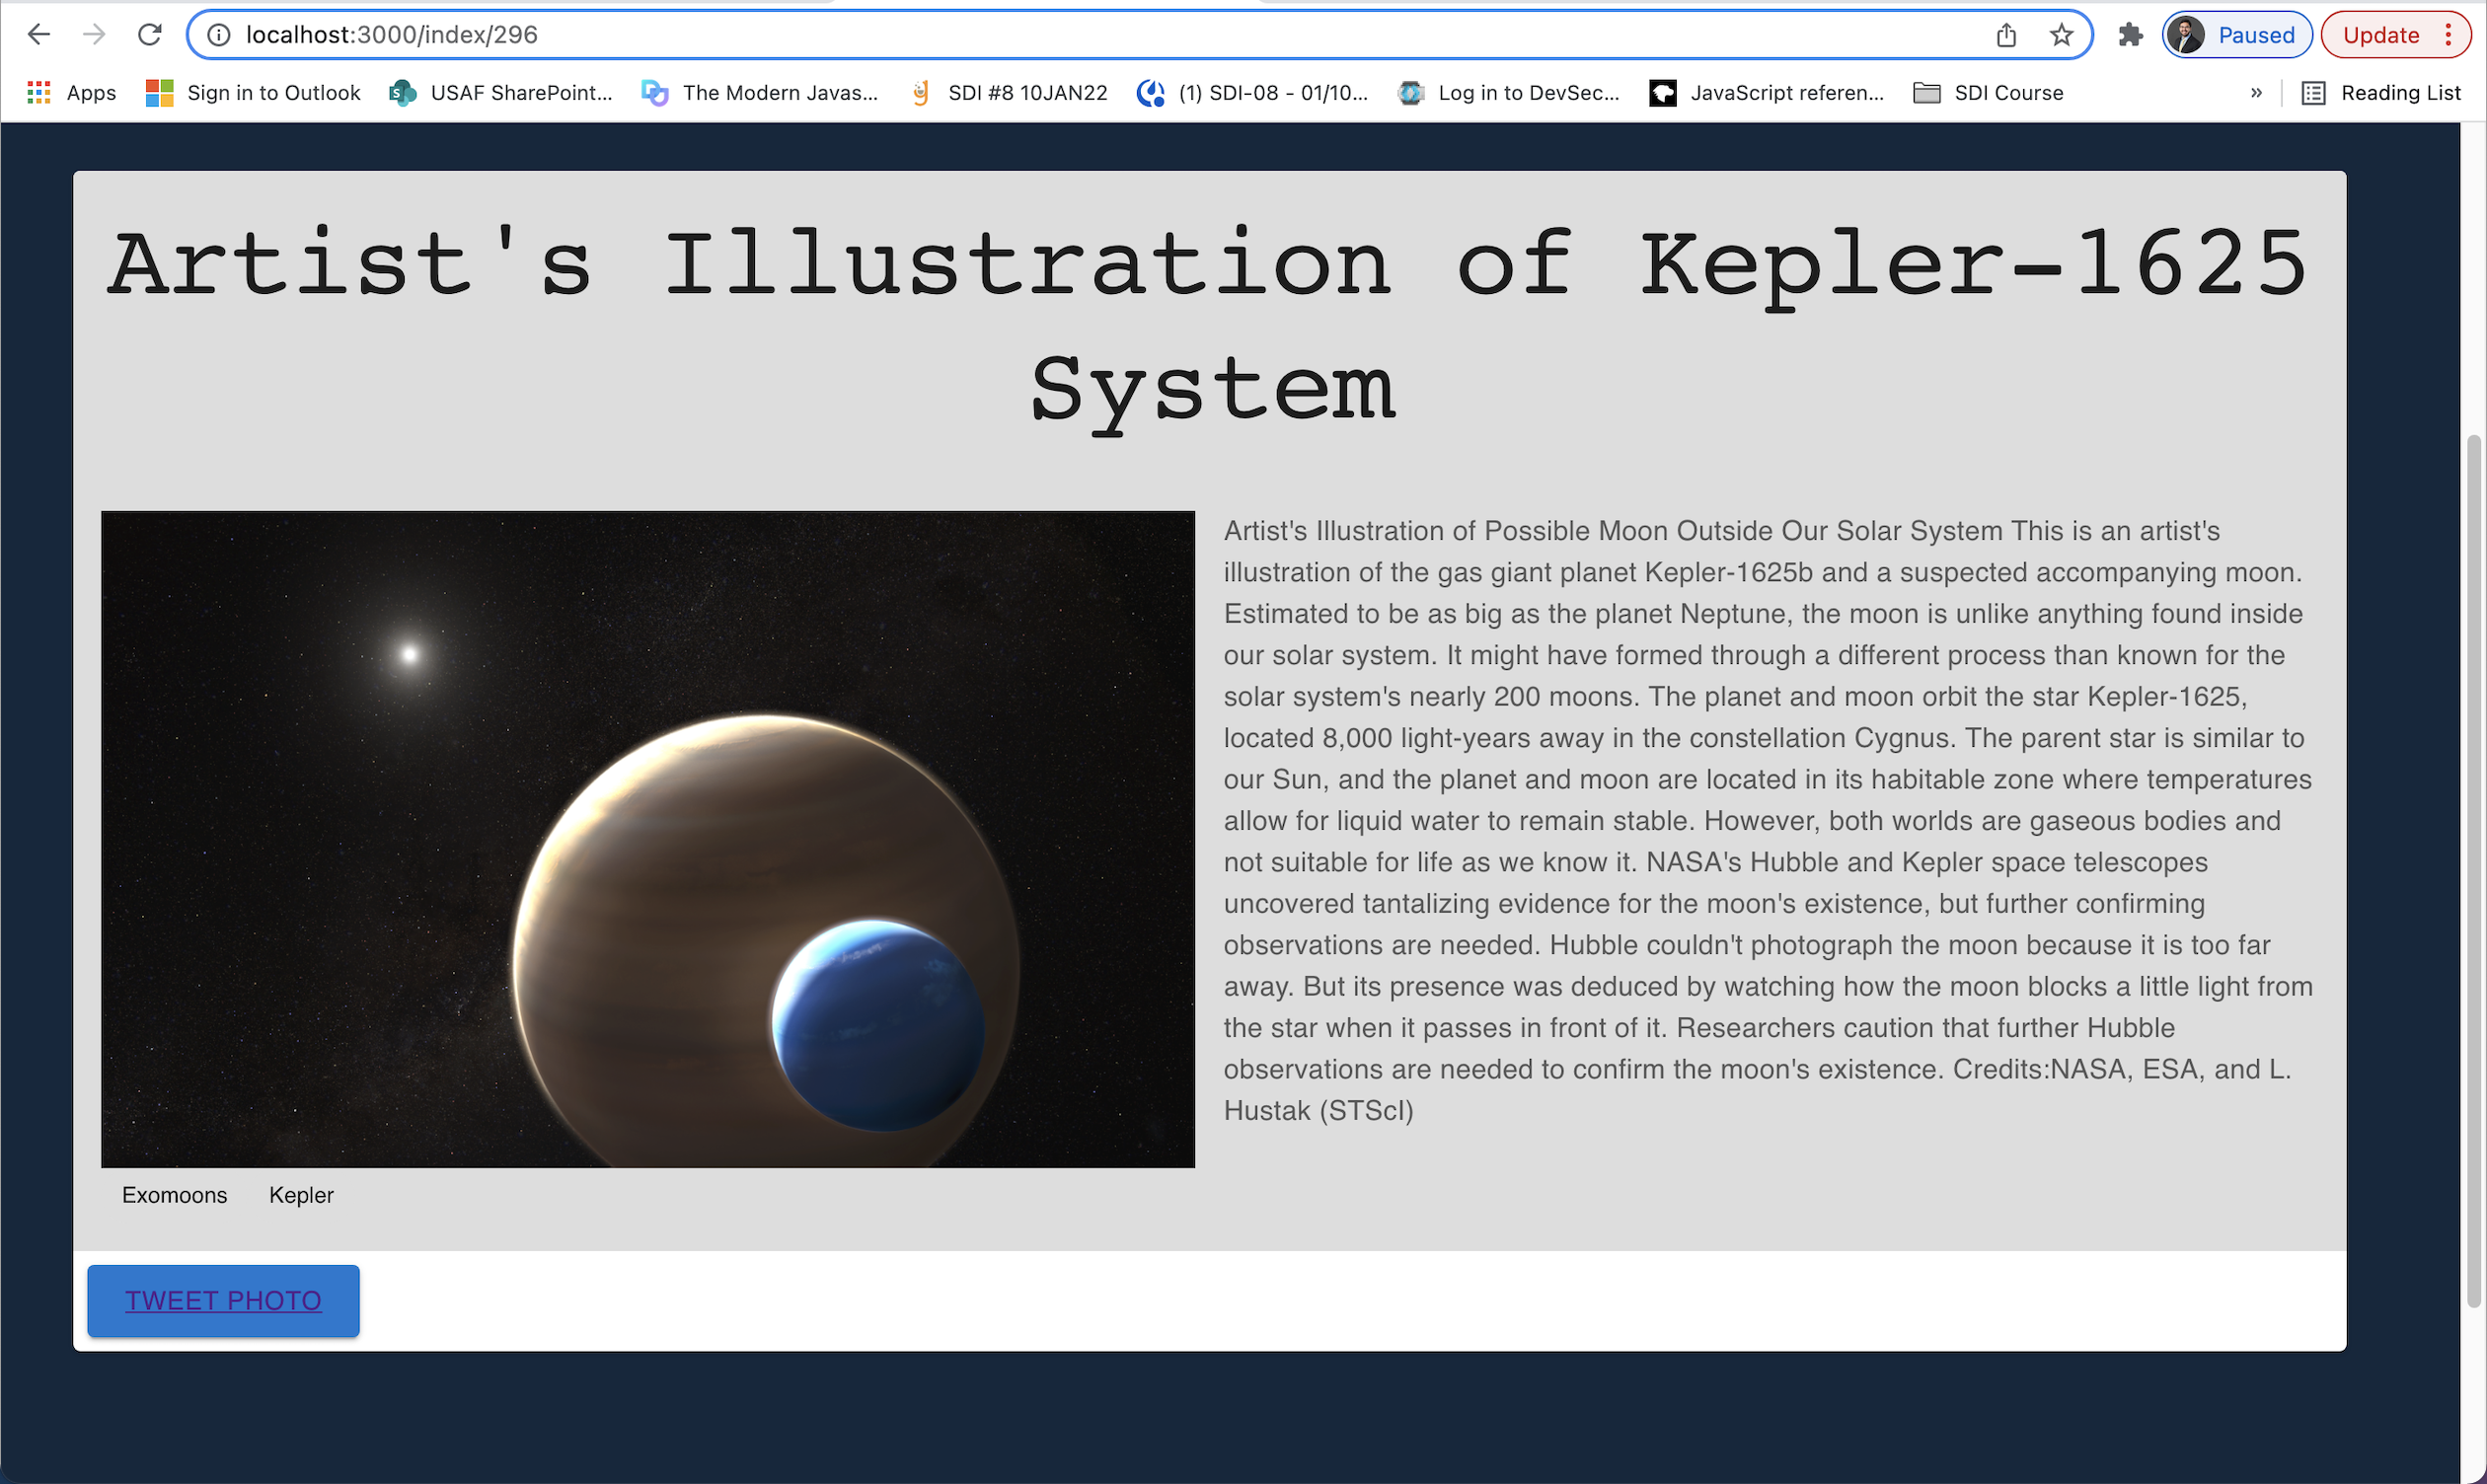 localhost:3000/index/296
Paused
Update
Apps
Sign in to Outlook
USAF SharePoint...
The Modern Javas...
SDI #8 10JAN22
(1) SDI-08 - 01/10...
Log in to DevSec...
JavaScript referen...
SDI Course
»
Reading List
Artist's Illustration of Kepler-1625
System
Artist's Illustration of Possible Moon Outside Our Solar System This is an artist's
illustration of the gas giant planet Kepler-1625b and a suspected accompanying moon.
Estimated to be as big as the planet Neptune, the moon is unlike anything found inside
our solar system. It might have formed through a different process than known for the
solar system's nearly 200 moons. The planet and moon orbit the star Kepler-1625,
located 8,000 light-years away in the constellation Cygnus. The parent star is similar to
our Sun, and the planet and moon are located in its habitable zone where temperatures
allow for liquid water to remain stable. However, both worlds are gaseous bodies and
not suitable for life as we know it. NASA's Hubble and Kepler space telescopes
uncovered tantalizing evidence for the moon's existence, but further confirming
observations are needed. Hubble couldn't photograph the moon because it is too far
away. But its presence was deduced by watching how the moon blocks a little light from
the star when it passes in front of it. Researchers caution that further Hubble
observations are needed to confirm the moon's existence. Credits:NASA, ESA, and L.
Hustak (STScI)
Exomoons Kepler
TWEET PHOTO